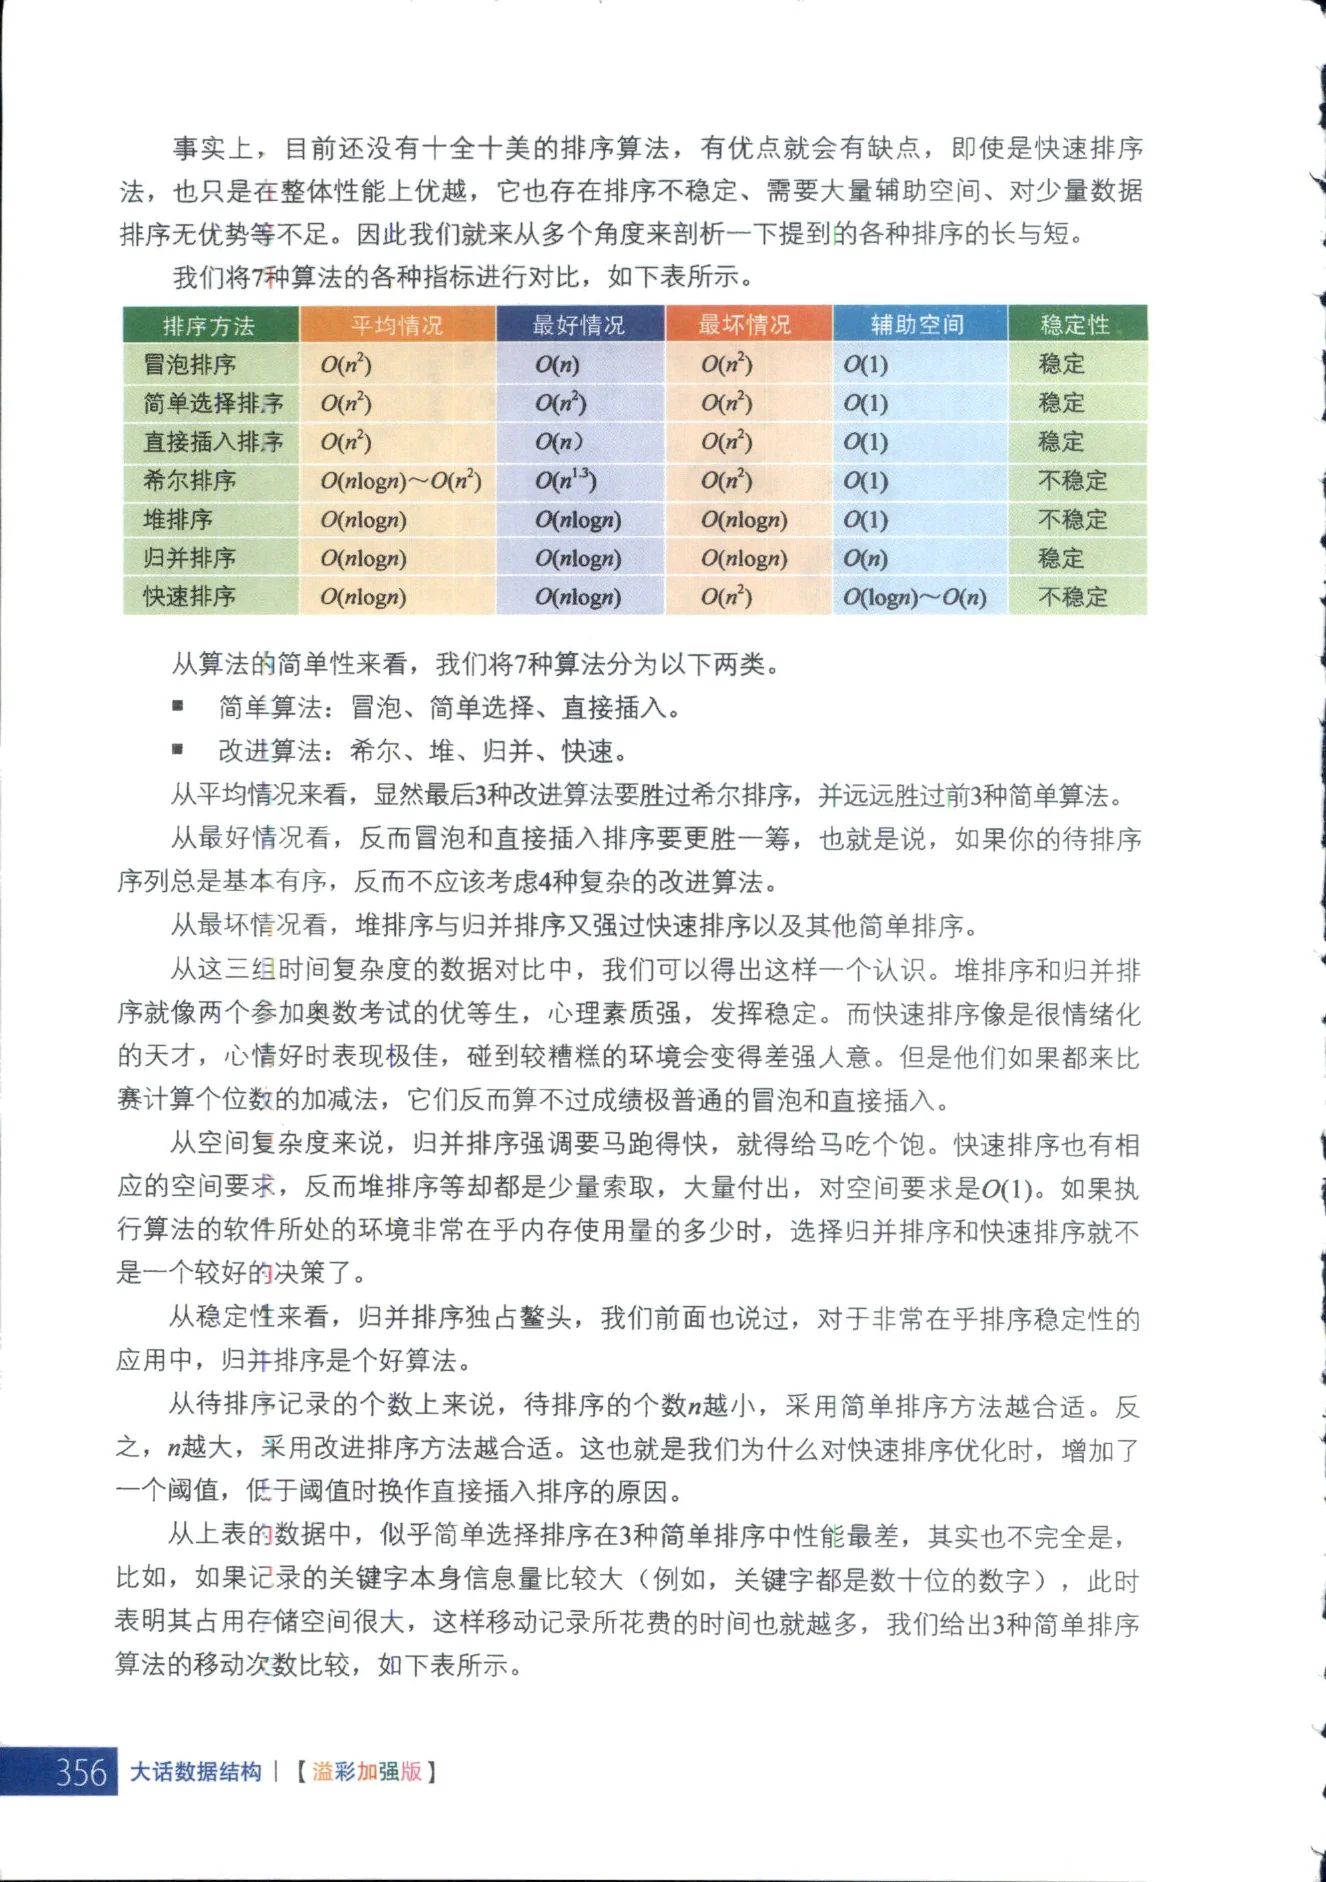 事实上，目前还没有十全十美的排序算法，有优点就会有缺点，即使是快速排序
法，也只是在整体性能上优越，它也存在排序不稳定、需要大量辅助空间、对少量数据
排序无优势等不足。因此我们就来从多个角度来剖析一下提到的各种排序的长与短。
我们将7种算法的各种指标进行对比，如下表所示。
排序方法 平均情况 最好情况 最坏情况 辅助空间 稳定性
冒泡排序 O(n²) O(n) O(n²) O(1) 稳定
简单选择排序 O(n²) O(n²) O(n²) O(1) 稳定
直接插入排序 O(n²) O(n） O(n²) O(1) 稳定
希尔排序 O(nlogn)～O(n²) O(n¹·³) O(n²) O(1) 不稳定
堆排序 O(nlogn) O(nlogn) O(nlogn) O(1) 不稳定
归并排序 O(nlogn) O(nlogn) O(nlogn) O(n) 稳定
快速排序 O(nlogn) O(nlogn) O(n²) O(logn)～O(n) 不稳定
从算法的简单性来看，我们将7种算法分为以下两类。
■ 简单算法：冒泡、简单选择、直接插入。
■ 改进算法：希尔、堆、归并、快速。
从平均情况来看，显然最后3种改进算法要胜过希尔排序，并远远胜过前3种简单算法。
从最好情况看，反而冒泡和直接插入排序要更胜一筹，也就是说，如果你的待排序
序列总是基本有序，反而不应该考虑4种复杂的改进算法。
从最坏情况看，堆排序与归并排序又强过快速排序以及其他简单排序。
从这三组时间复杂度的数据对比中，我们可以得出这样一个认识。堆排序和归并排
序就像两个参加奥数考试的优等生，心理素质强，发挥稳定。而快速排序像是很情绪化
的天才，心情好时表现极佳，碰到较糟糕的环境会变得差强人意。但是他们如果都来比
赛计算个位数的加减法，它们反而算不过成绩极普通的冒泡和直接插入。
从空间复杂度来说，归并排序强调要马跑得快，就得给马吃个饱。快速排序也有相
应的空间要求，反而堆排序等却都是少量索取，大量付出，对空间要求是O(1)。如果执
行算法的软件所处的环境非常在乎内存使用量的多少时，选择归并排序和快速排序就不
是一个较好的决策了。
从稳定性来看，归并排序独占鳌头，我们前面也说过，对于非常在乎排序稳定性的
应用中，归并排序是个好算法。
从待排序记录的个数上来说，待排序的个数n越小，采用简单排序方法越合适。反
之，n越大，采用改进排序方法越合适。这也就是我们为什么对快速排序优化时，增加了
一个阈值，低于阈值时换作直接插入排序的原因。
从上表的数据中，似乎简单选择排序在3种简单排序中性能最差，其实也不完全是，
比如，如果记录的关键字本身信息量比较大（例如，关键字都是数十位的数字），此时
表明其占用存储空间很大，这样移动记录所花费的时间也就越多，我们给出3种简单排序
算法的移动次数比较，如下表所示。
356 大话数据结构 | 【溢彩加强版】